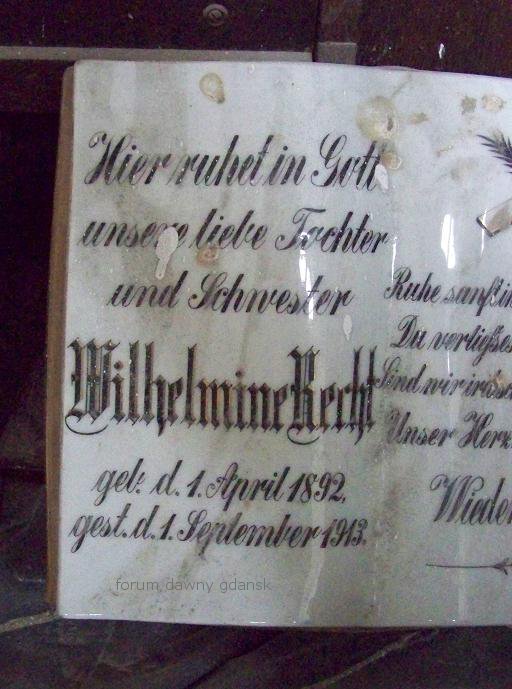 Hier ruhet in Gott
unsere liebe Tochter
und Schwester
Wilhelmine Recht
geb. d. 1. April 1892.
gest. d. 1. September 1913.
Ruhe sanft
Du verließes
Sind wir
Unser Herz
Wieder
forum dawny gdansk